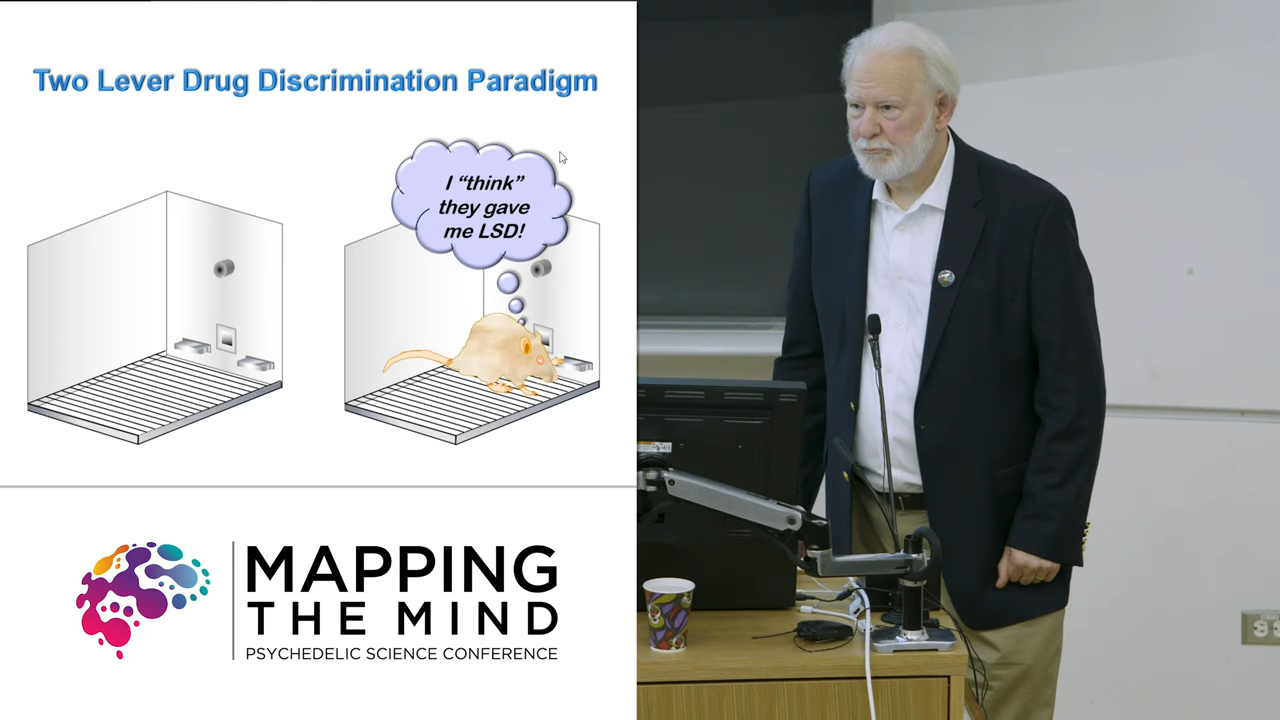 Two Lever Drug Discrimination Paradigm
I “think”
they gave
me LSD!
MAPPING
THE MIND
PSYCHEDELIC SCIENCE CONFERENCE